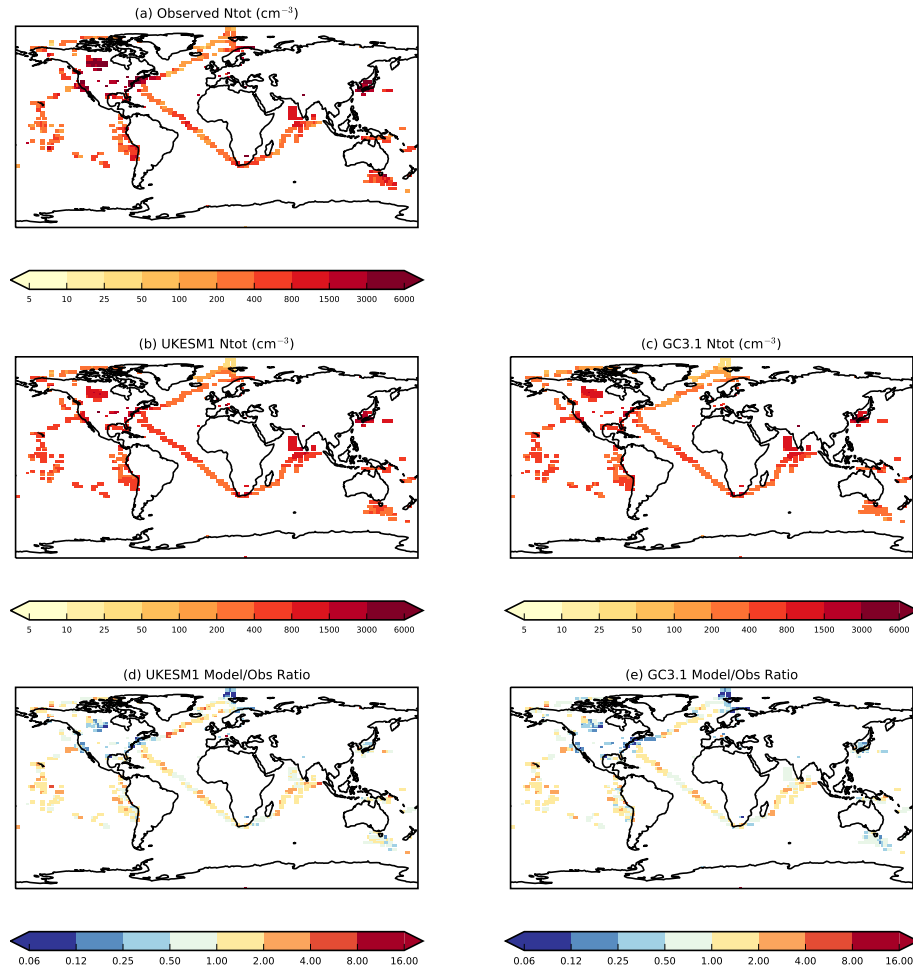 (a) Observed Ntot (cm⁻³)
5 10 25 50 100 200 400 800 1500 3000 6000
(b) UKESM1 Ntot (cm⁻³)
(c) GC3.1 Ntot (cm⁻³)
5 10 25 50 100 200 400 800 1500 3000 6000
5 10 25 50 100 200 400 800 1500 3000 6000
(d) UKESM1 Model/Obs Ratio
(e) GC3.1 Model/Obs Ratio
0.06 0.12 0.25 0.50 1.00 2.00 4.00 8.00 16.00
0.06 0.12 0.25 0.50 1.00 2.00 4.00 8.00 16.00